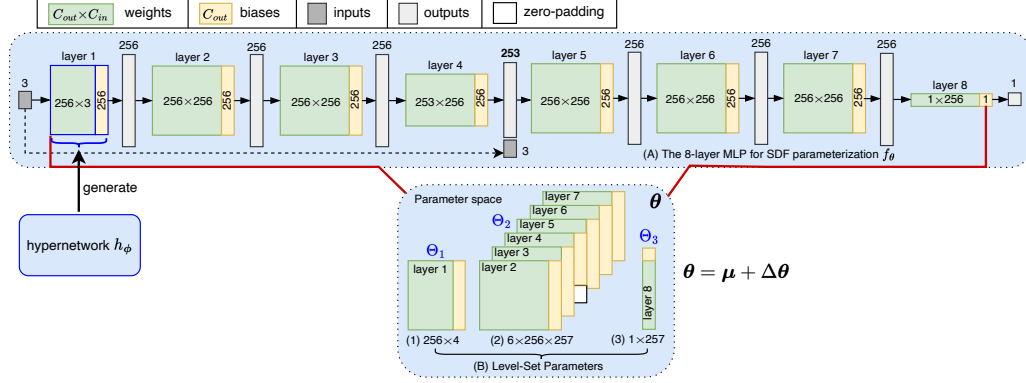 C_out×C_in weights
C_out biases
inputs
outputs
zero-padding
layer 1
256
layer 2
256
layer 3
256
layer 4
253
layer 5
256
layer 6
256
layer 7
256
layer 8
3
256×3
256
256×256
256
256×256
256
253×256
256×256
256
256×256
256
256×256
256
1×256
1
1
3
(A) The 8-layer MLP for SDF parameterization f_θ
generate
hypernetwork h_ϕ
Parameter space
θ
layer 7
layer 6
layer 5
layer 4
layer 3
layer 2
Θ_1
Θ_2
Θ_3
layer 1
layer 8
θ = μ + Δθ
(1) 256×4
(2) 6×256×257
(3) 1×257
(B) Level-Set Parameters